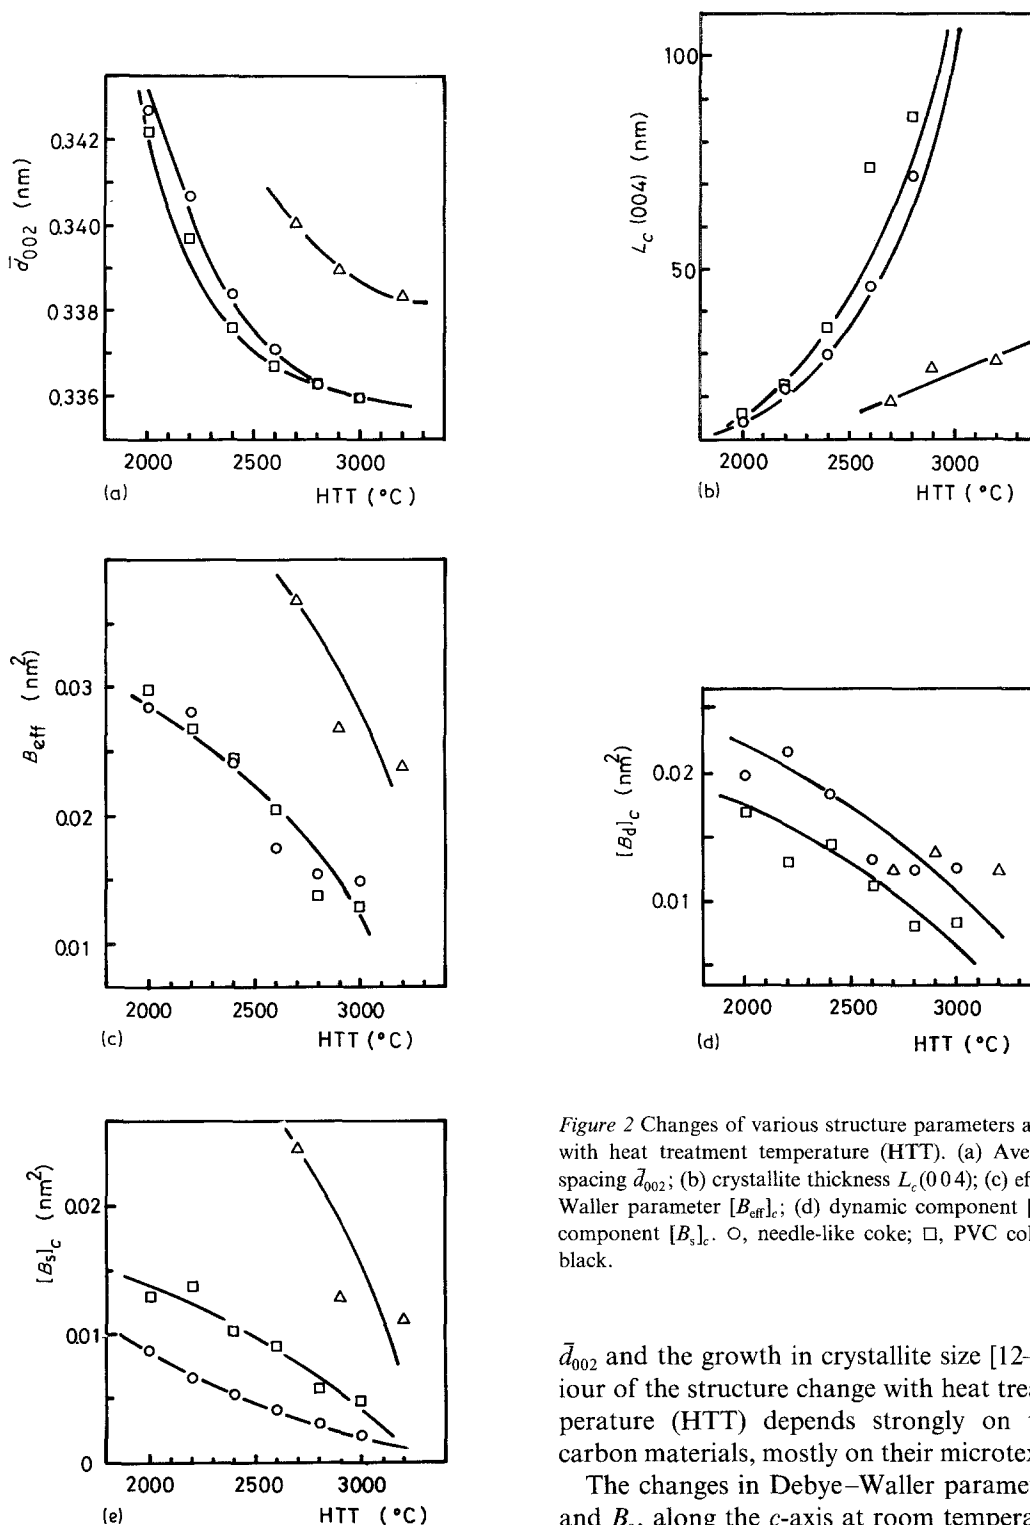 0.342
0.340
0.338
0.336
d̄002 (nm)
2000 2500 3000
(a) HTT (°C)
100
50
Lc (004) (nm)
2000 2500 3000
(b) HTT (°C)
0.03
0.02
0.01
Beff (nm2)
2000 2500 3000
(c) HTT (°C)
0.02
0.01
[Bd]c (nm2)
2000 2500 3000
(d) HTT (°C)
0.02
0.01
0
[Bs]c (nm2)
2000 2500 3000
(e) HTT (°C)
Figure 2 Changes of various structure parameters a
with heat treatment temperature (HTT). (a) Ave
spacing d̄002; (b) crystallite thickness Lc(004); (c) ef
Waller parameter [Beff]c; (d) dynamic component [
component [Bs]c. ○, needle-like coke; □, PVC co
black.
d̄002 and the growth in crystallite size [12–
iour of the structure change with heat trea
perature (HTT) depends strongly on
carbon materials, mostly on their microtex
The changes in Debye–Waller parame
and B, along the c-axis at room tempera